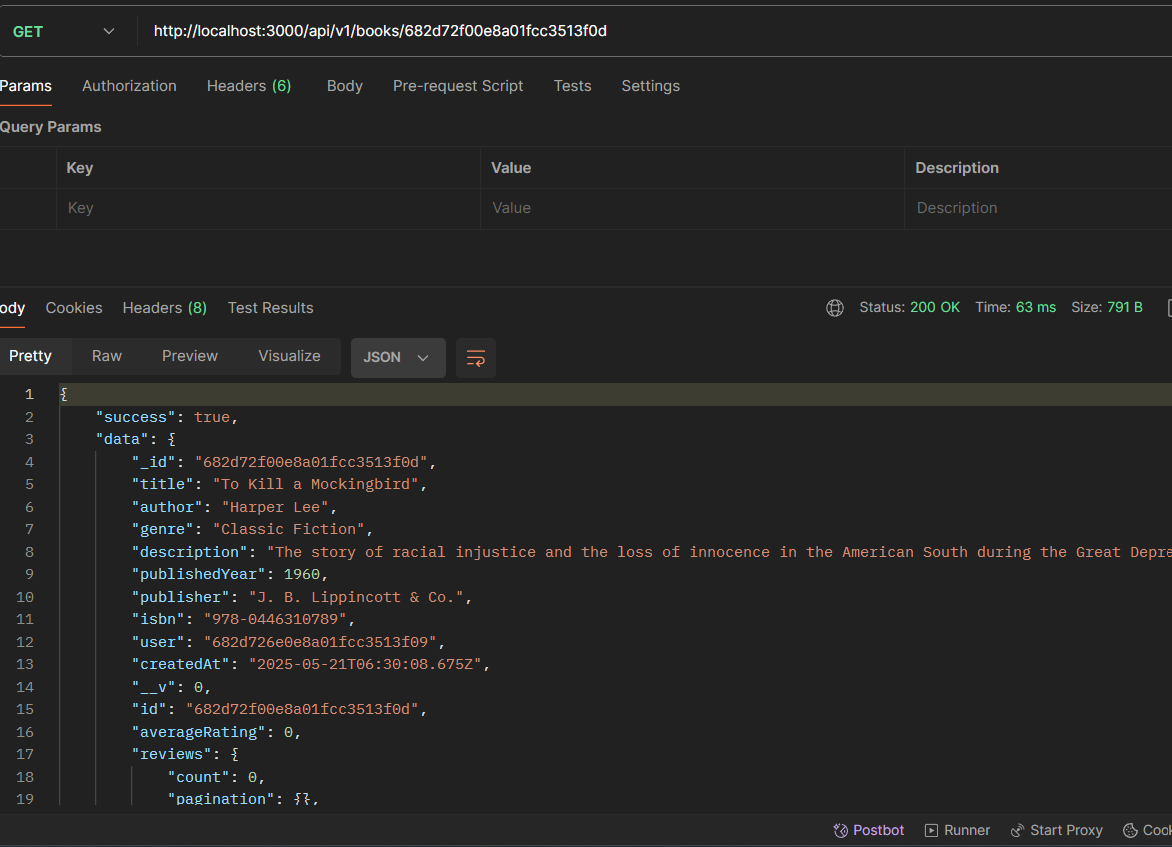 GET http://localhost:3000/api/v1/books/682d72f00e8a01fcc3513f0d
Params Authorization Headers (6) Body Pre-request Script Tests Settings
Query Params
Key Value Description
Key Value Description
ody Cookies Headers (8) Test Results Status: 200 OK Time: 63 ms Size: 791 B
Pretty Raw Preview Visualize JSON
1 {
2 "success": true,
3 "data": {
4 "_id": "682d72f00e8a01fcc3513f0d",
5 "title": "To Kill a Mockingbird",
6 "author": "Harper Lee",
7 "genre": "Classic Fiction",
8 "description": "The story of racial injustice and the loss of innocence in the American South during the Great Depre
9 "publishedYear": 1960,
10 "publisher": "J. B. Lippincott & Co.",
11 "isbn": "978-0446310789",
12 "user": "682d726e0e8a01fcc3513f09",
13 "createdAt": "2025-05-21T06:30:08.675Z",
14 "__v": 0,
15 "id": "682d72f00e8a01fcc3513f0d",
16 "averageRating": 0,
17 "reviews": {
18 "count": 0,
19 "pagination": {},
Postbot Runner Start Proxy Cook